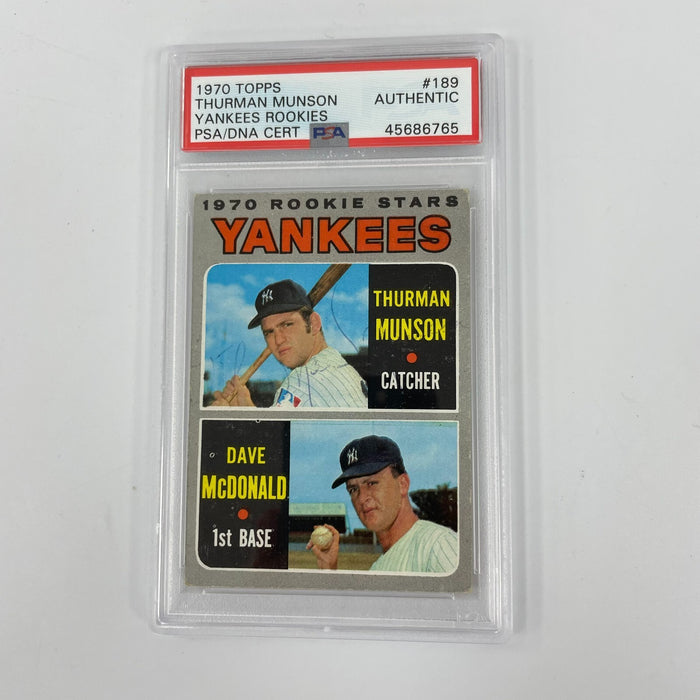 1970 TOPPS #189
THURMAN MUNSON AUTHENTIC
YANKEES ROOKIES
PSA/DNA CERT PSA 45686765
1970 ROOKIE STARS
YANKEES
THURMAN
MUNSON
CATCHER
DAVE
McDONALD
1st BASE